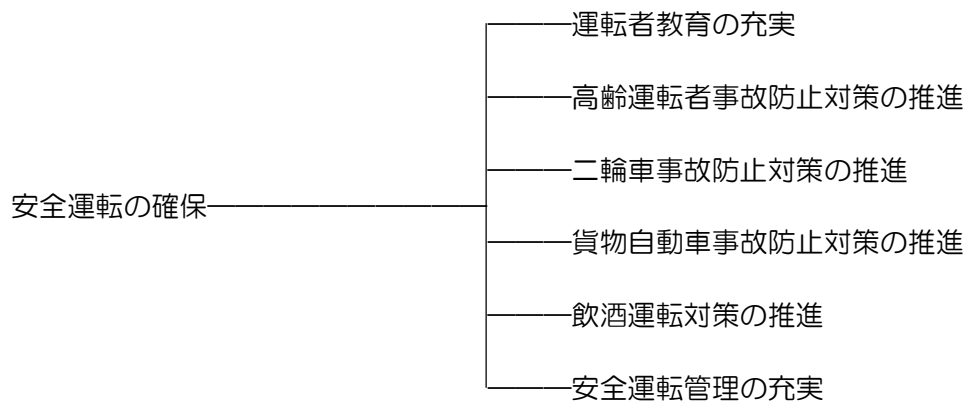 運転者教育の充実
高齢運転者事故防止対策の推進
二輪車事故防止対策の推進
安全運転の確保
貨物自動車事故防止対策の推進
飲酒運転対策の推進
安全運転管理の充実